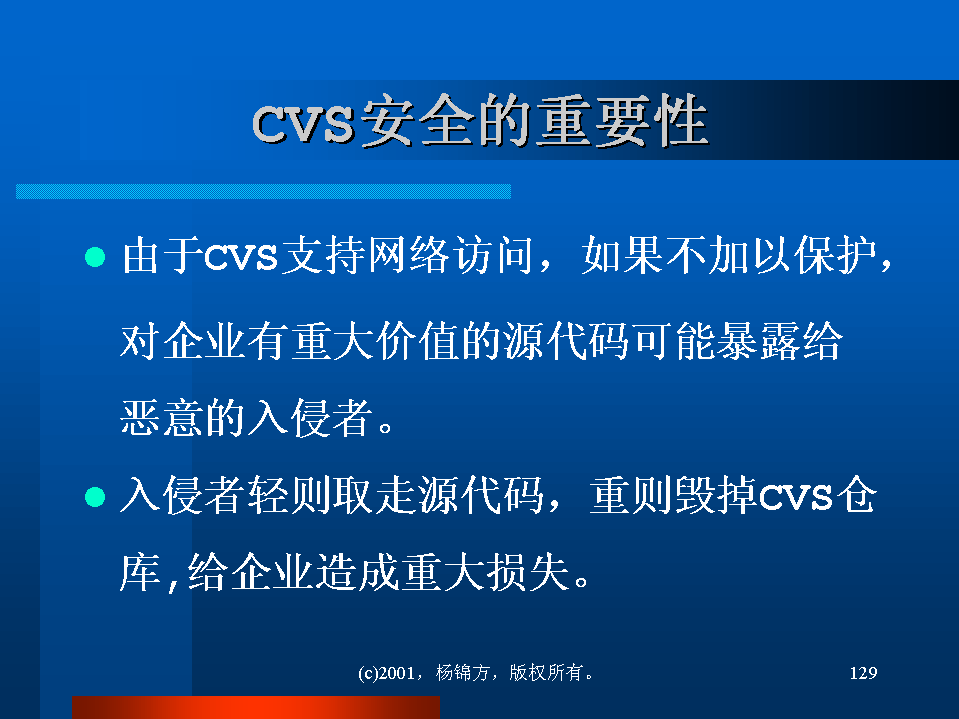 CVS安全的重要性
由于CVS支持网络访问，如果不加以保护，
对企业有重大价值的源代码可能暴露给
恶意的入侵者。
入侵者轻则取走源代码，重则毁掉CVS仓
库,给企业造成重大损失。
(c)2001，杨锦方，版权所有。
129